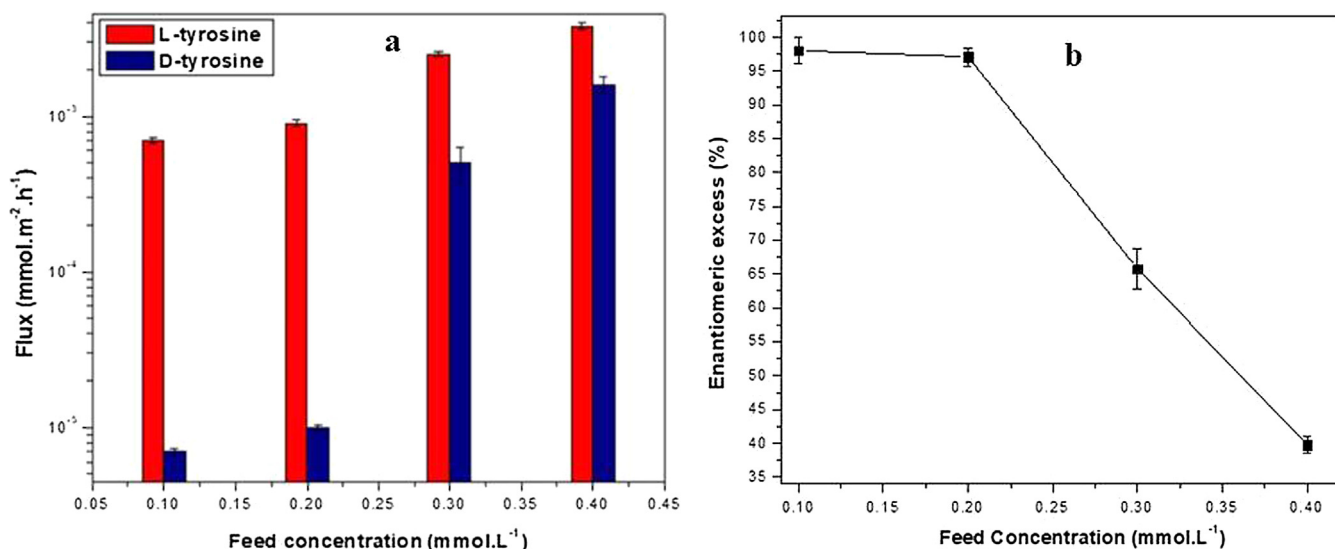 L-tyrosine
D-tyrosine
a
10⁻³
10⁻⁴
10⁻⁵
Flux (mmol.m⁻².h⁻¹)
0.05 0.10 0.15 0.20 0.25 0.30 0.35 0.40 0.45
Feed concentration (mmol.L⁻¹)
b
100
95
90
85
80
75
70
65
60
55
50
45
40
35
Enantiomeric excess (%)
0.10 0.15 0.20 0.25 0.30 0.35 0.40
Feed Concentration (mmol.L⁻¹)